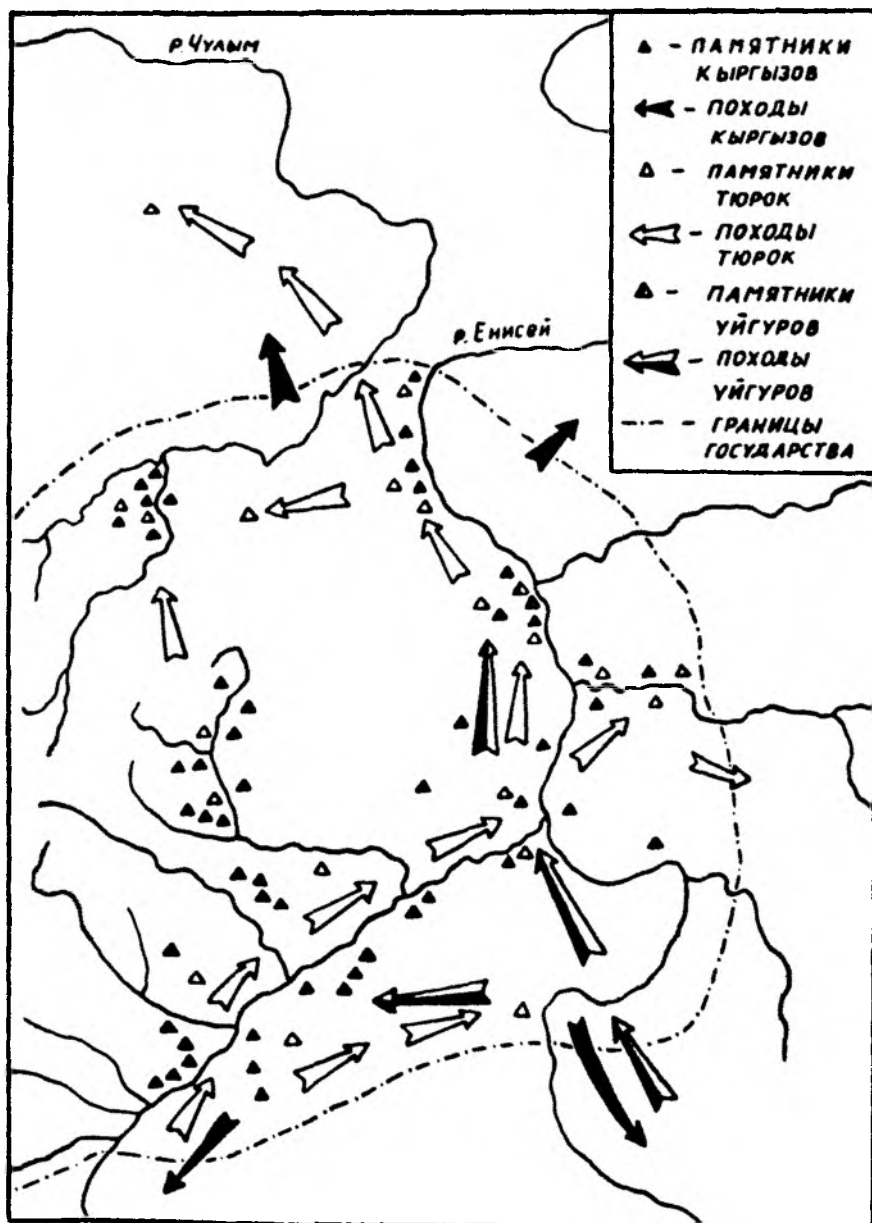 р. Чулым
р. Енисей
▲ - ПАМЯТНИКИ
КЫРГЫЗОВ
- ПОХОДЫ
КЫРГЫЗОВ
△ - ПАМЯТНИКИ
ТЮРОК
- ПОХОДЫ
ТЮРОК
- ПАМЯТНИКИ
УЙГУРОВ
- ПОХОДЫ
УЙГУРОВ
- ГРАНИЦЫ
ГОСУДАРСТВА